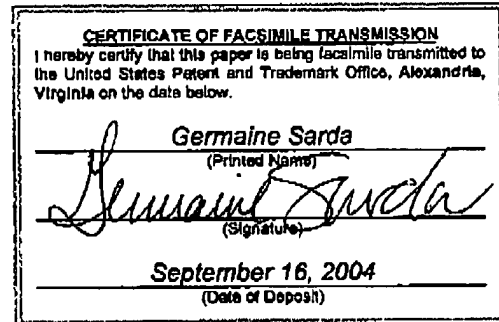 CERTIFICATE OF FACSIMILE TRANSMISSION
I hereby certify that this paper is being facsimile transmitted to
the United States Patent and Trademark Office, Alexandria,
Virginia on the date below.
Germaine Sarda
(Printed Name)
Germaine Sarda
(Signature)
September 16, 2004
(Date of Deposit)